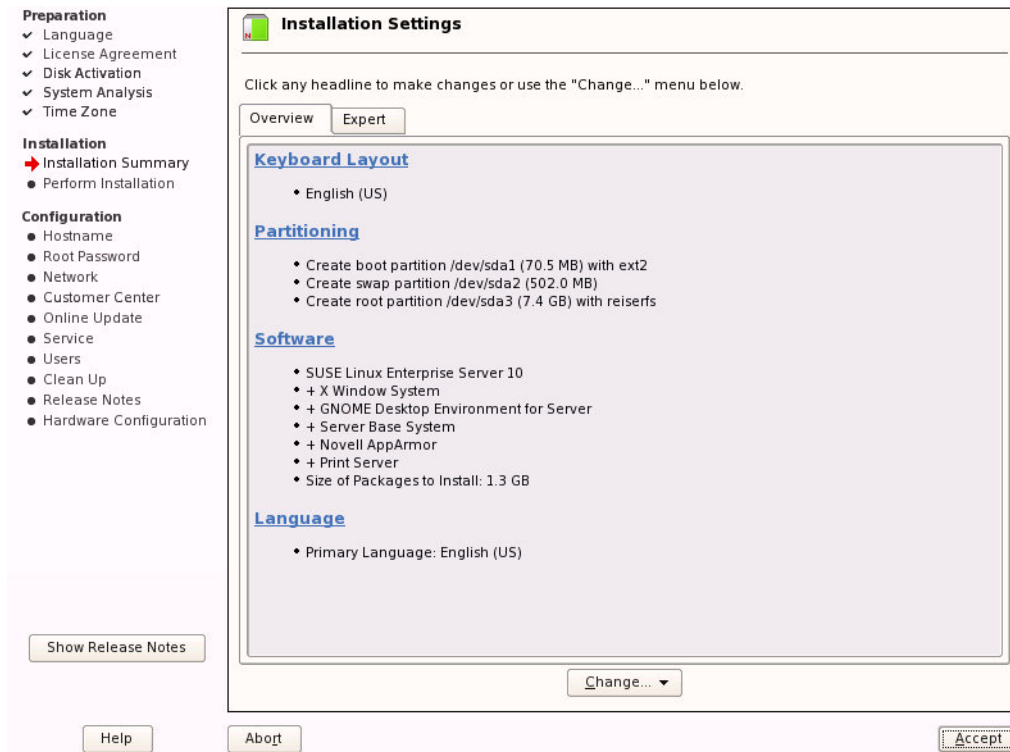 Preparation
Language
License Agreement
Disk Activation
System Analysis
Time Zone
Installation
Installation Summary
Perform Installation
Configuration
Hostname
Root Password
Network
Customer Center
Online Update
Service
Users
Clean Up
Release Notes
Hardware Configuration
Show Release Notes
Help
N
Installation Settings
Click any headline to make changes or use the "Change..." menu below.
Overview
Expert
Keyboard Layout
• English (US)
Partitioning
• Create boot partition /dev/sda1 (70.5 MB) with ext2
• Create swap partition /dev/sda2 (502.0 MB)
• Create root partition /dev/sda3 (7.4 GB) with reiserfs
Software
• SUSE Linux Enterprise Server 10
• + X Window System
• + GNOME Desktop Environment for Server
• + Server Base System
• + Novell AppArmor
• + Print Server
• Size of Packages to Install: 1.3 GB
Language
• Primary Language: English (US)
Change...
Abort
Accept